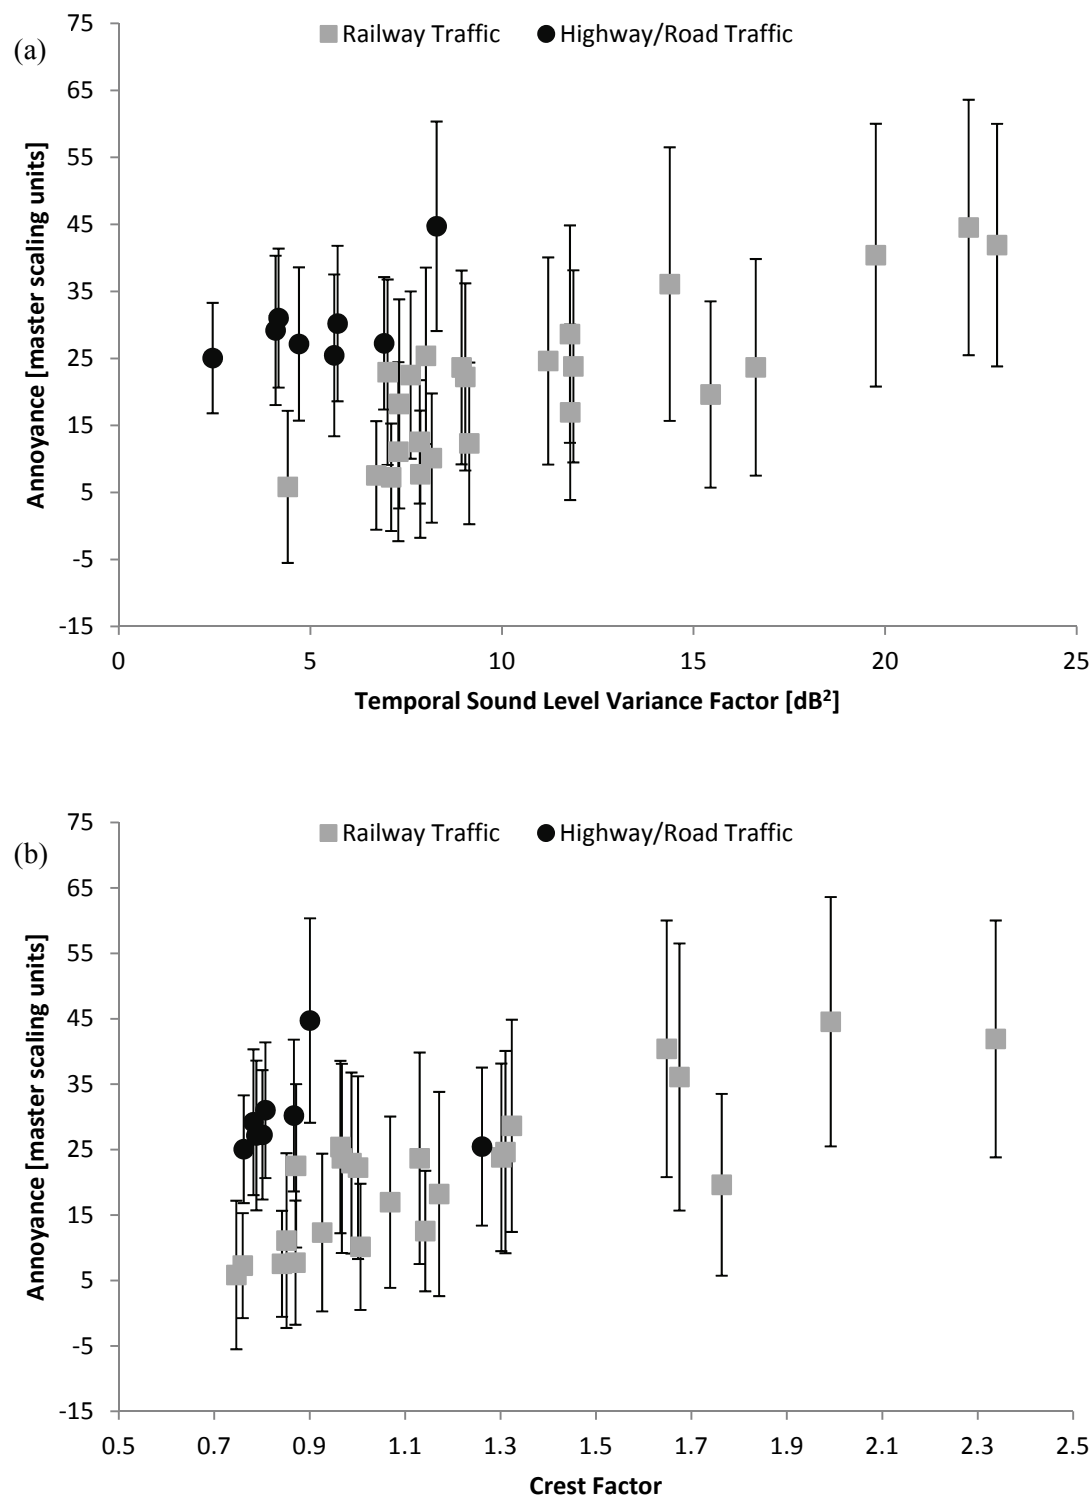 (a)
Railway Traffic Highway/Road Traffic
Annoyance [master scaling units]
75
65
55
45
35
25
15
5
-5
-15
0 5 10 15 20 25
Temporal Sound Level Variance Factor [dB²]
(b)
Railway Traffic Highway/Road Traffic
Annoyance [master scaling units]
75
65
55
45
35
25
15
5
-5
-15
0.5 0.7 0.9 1.1 1.3 1.5 1.7 1.9 2.1 2.3 2.5
Crest Factor